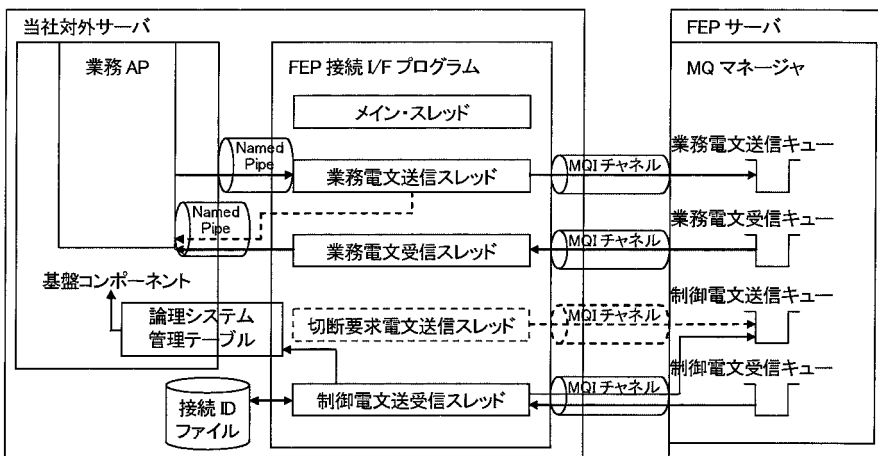 当社対外サーバ
FEP サーバ
業務 AP
FEP 接続 I/F プログラム
MQ マネージャ
メイン・スレッド
Named
Pipe
業務電文送信スレッド
MQI チャネル
業務電文送信キュー
Named
Pipe
業務電文受信スレッド
MQI チャネル
業務電文受信キュー
基盤コンポーネント
論理システム
管理テーブル
切断要求電文送信スレッド
MQI チャネル
制御電文送信キュー
接続 ID
ファイル
制御電文送受信スレッド
MQI チャネル
制御電文受信キュー